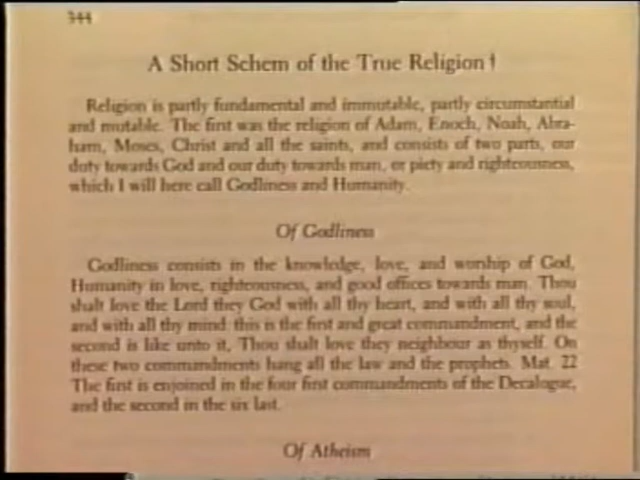 344
A Short Schem of the True Religion†
Religion is partly fundamental and immutable, partly circumstantial
and mutable. The first was the religion of Adam, Enoch, Noah, Abra-
ham, Moses, Christ and all the saints, and consists of two parts, our
duty towards God and our duty towards man, or piety and righteousness,
which I will here call Godliness and Humanity.
Of Godliness
Godliness consists in the knowledge, love, and worship of God,
Humanity in love, righteousness, and good offices towards man. Thou
shalt love the Lord they God with all thy heart, and with all thy soul,
and with all thy mind: this is the first and great commandment, and the
second is like unto it, Thou shalt love they neighbour as thyself. On
these two commandments hang all the law and the prophets. Mat. 22
The first is enjoined in the four first commandments of the Decalogue,
and the second in the six last.
Of Atheism